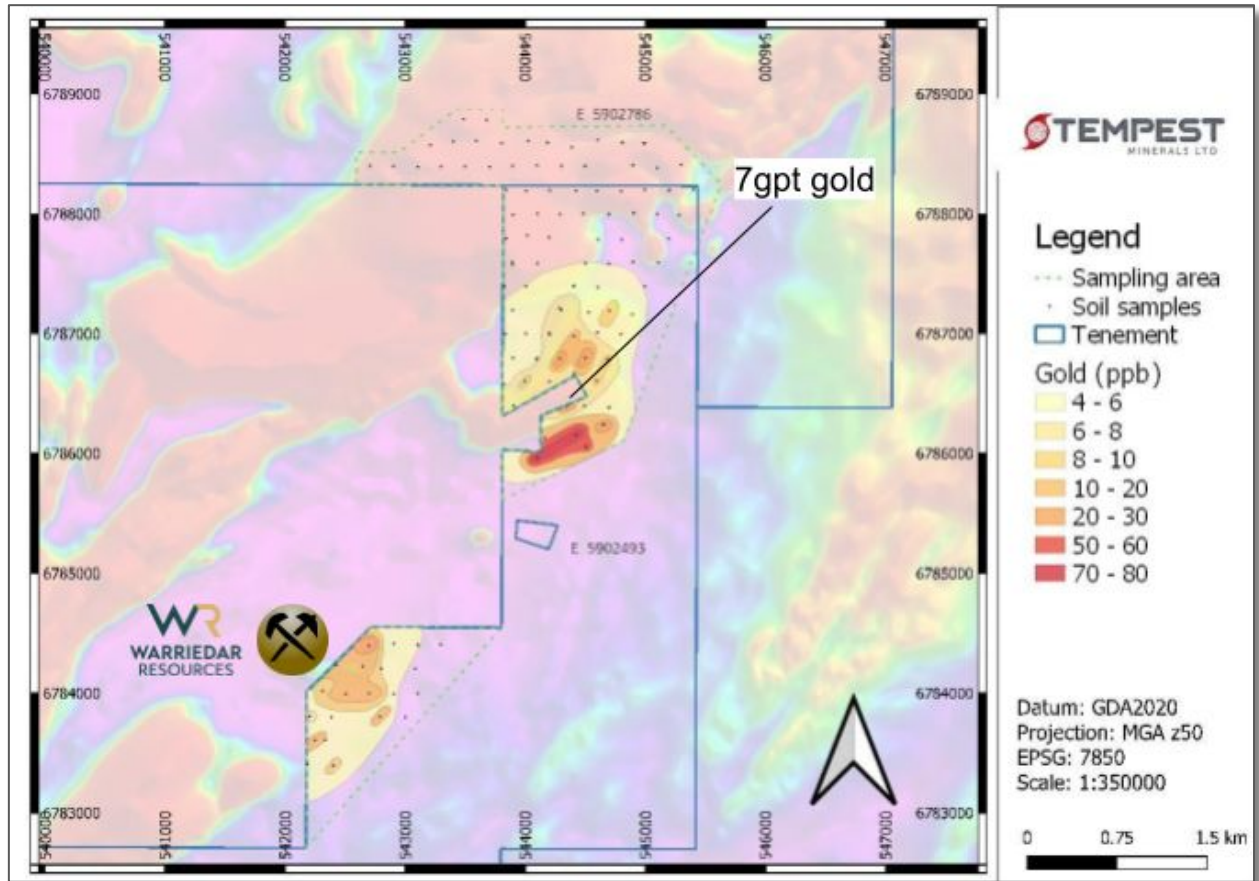 540000
541000
542000
543000
544000
545000
546000
547000
6789000
6789000
E 5902786
7gpt gold
6788000
6788000
6787000
6787000
6786000
6786000
E 5902493
6785000
6785000
WR
WARRIEDAR
RESOURCES
6784000
6784000
6783000
6783000
540000
541000
542000
543000
544000
545000
546000
547000
TEMPEST
MINERALS LTD
Legend
Sampling area
Soil samples
Tenement
Gold (ppb)
4 - 6
6 - 8
8 - 10
10 - 20
20 - 30
50 - 60
70 - 80
Datum: GDA2020
Projection: MGA z50
EPSG: 7850
Scale: 1:350000
0 0.75 1.5 km